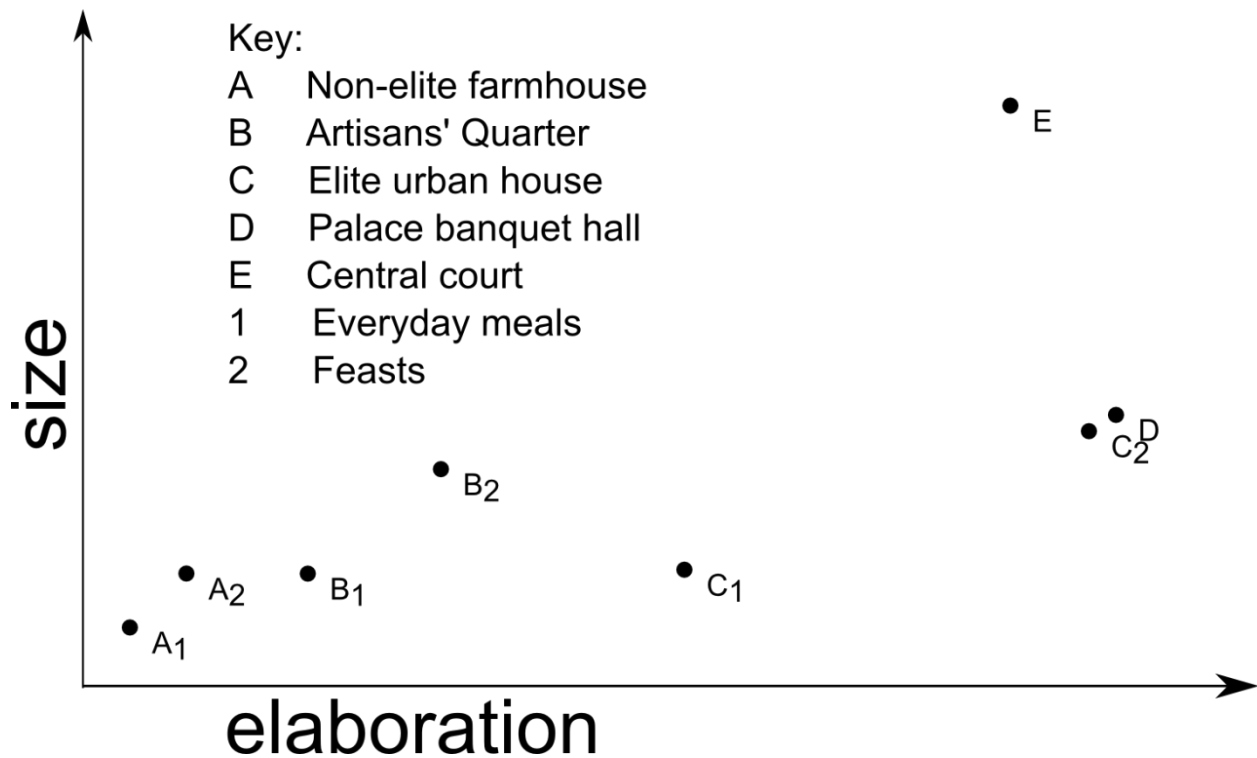 Key:
A Non-elite farmhouse
B Artisans' Quarter
C Elite urban house
D Palace banquet hall
E Central court
1 Everyday meals
2 Feasts
size
E
D
C2
B2
A2
B1
C1
A1
elaboration